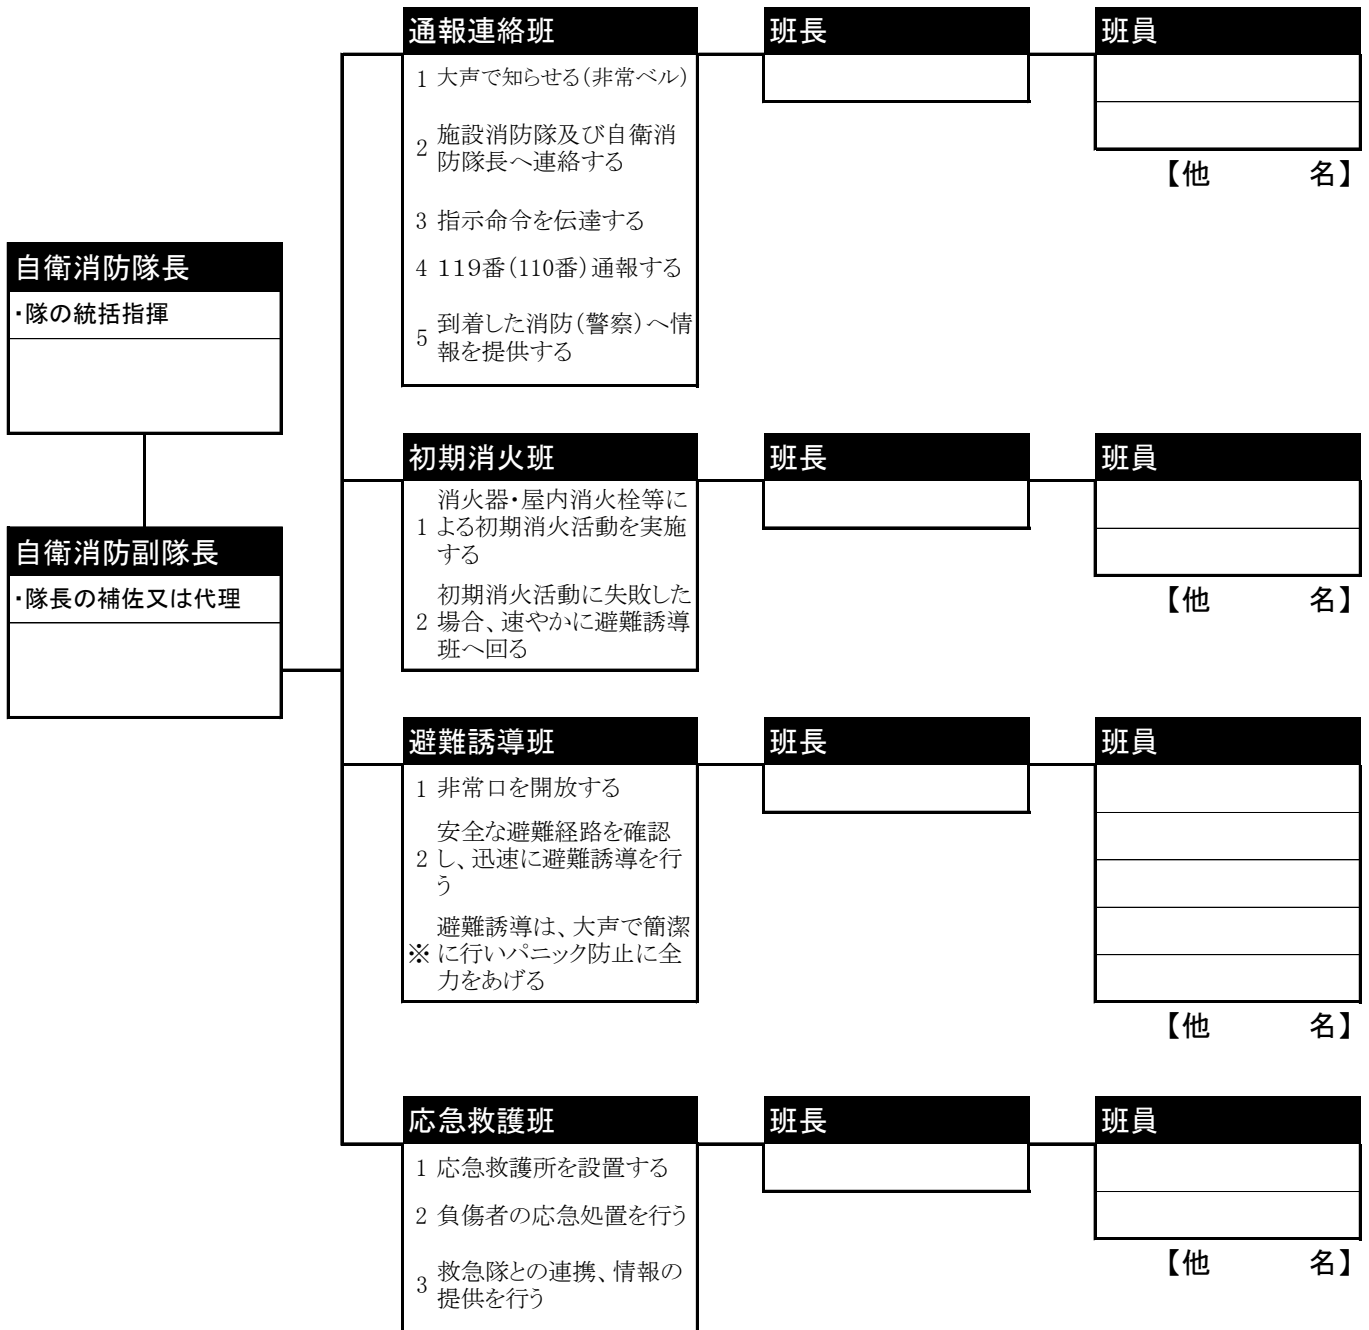 自衛消防隊長
・隊の統括指揮
自衛消防副隊長
・隊長の補佐又は代理
通報連絡班
1 大声で知らせる(非常ベル)
2 施設消防隊及び自衛消
防隊長へ連絡する
3 指示命令を伝達する
4 119番(110番)通報する
5 到着した消防(警察)へ情
報を提供する
班長
班員
【他 名】
初期消火班
1 消火器・屋内消火栓等に
よる初期消火活動を実施
する
2 初期消火活動に失敗した
場合、速やかに避難誘導
班へ回る
班長
班員
【他 名】
避難誘導班
1 非常口を開放する
2 安全な避難経路を確認
し、迅速に避難誘導を行
う
※ 避難誘導は、大声で簡潔
に行いパニック防止に全
力をあげる
班長
班員
【他 名】
応急救護班
1 応急救護所を設置する
2 負傷者の応急処置を行う
3 救急隊との連携、情報の
提供を行う
班長
班員
【他 名】